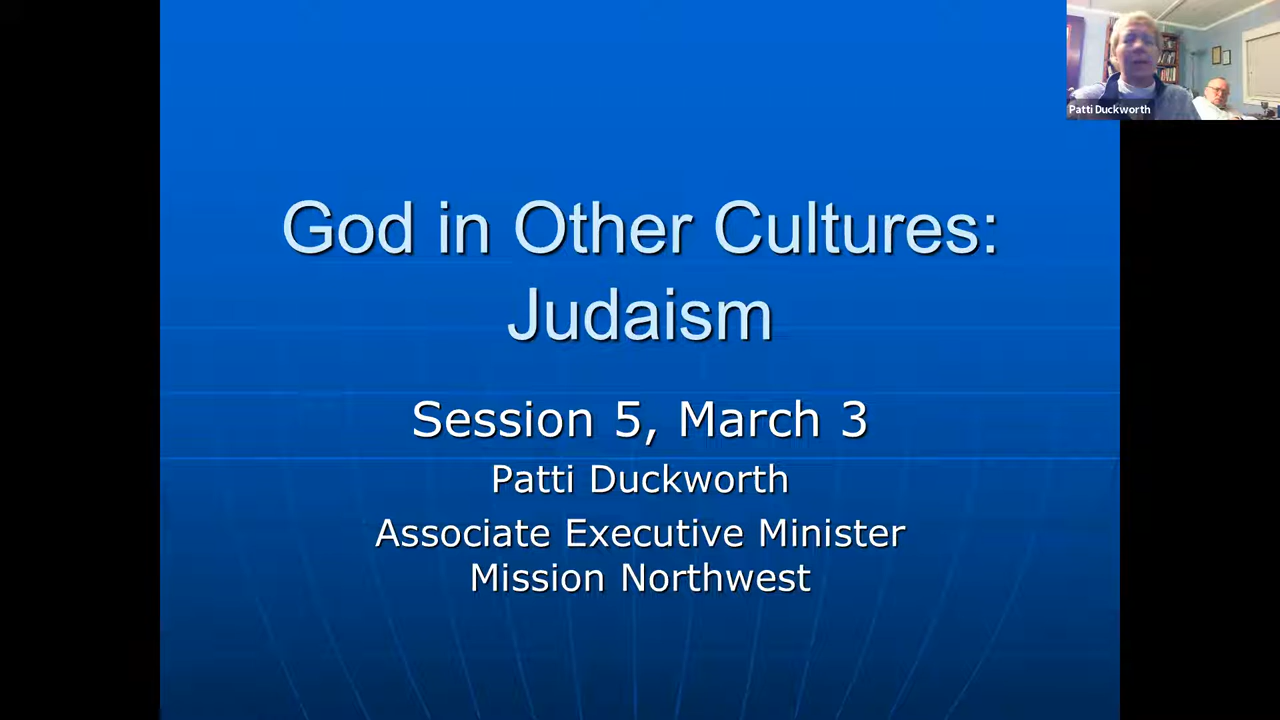 Patti Duckworth
God in Other Cultures:
Judaism
Session 5, March 3
Patti Duckworth
Associate Executive Minister
Mission Northwest